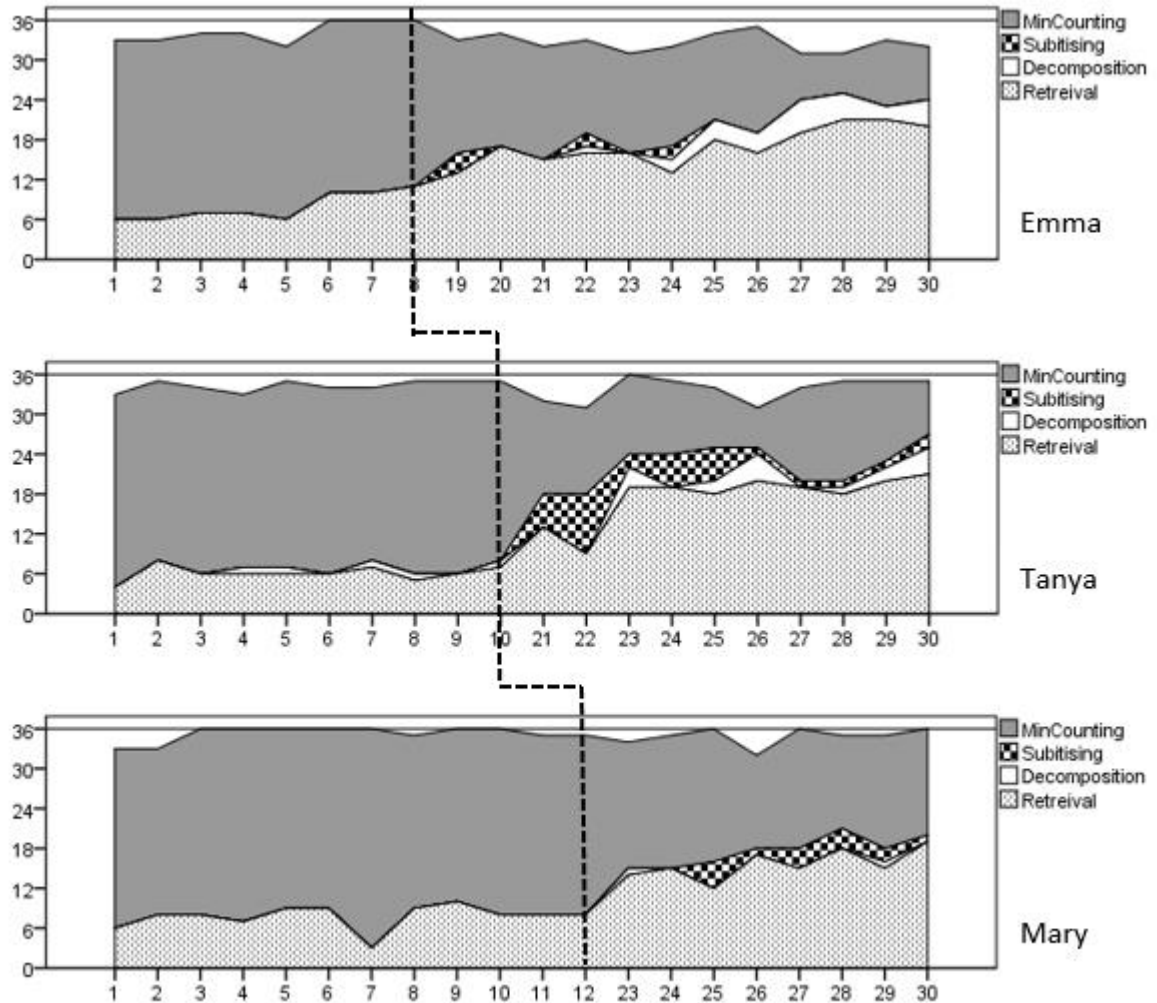 36
30
24
18
12
6
0
MinCounting
Subitising
Decomposition
Retreival
Emma
1 2 3 4 5 6 7 8 19 20 21 22 23 24 25 26 27 28 29 30
36
30
24
18
12
6
0
MinCounting
Subitising
Decomposition
Retreival
Tanya
1 2 3 4 5 6 7 8 9 10 21 22 23 24 25 26 27 28 29 30
36
30
24
18
12
6
0
MinCounting
Subitising
Decomposition
Retreival
Mary
1 2 3 4 5 6 7 8 9 10 11 12 23 24 25 26 27 28 29 30